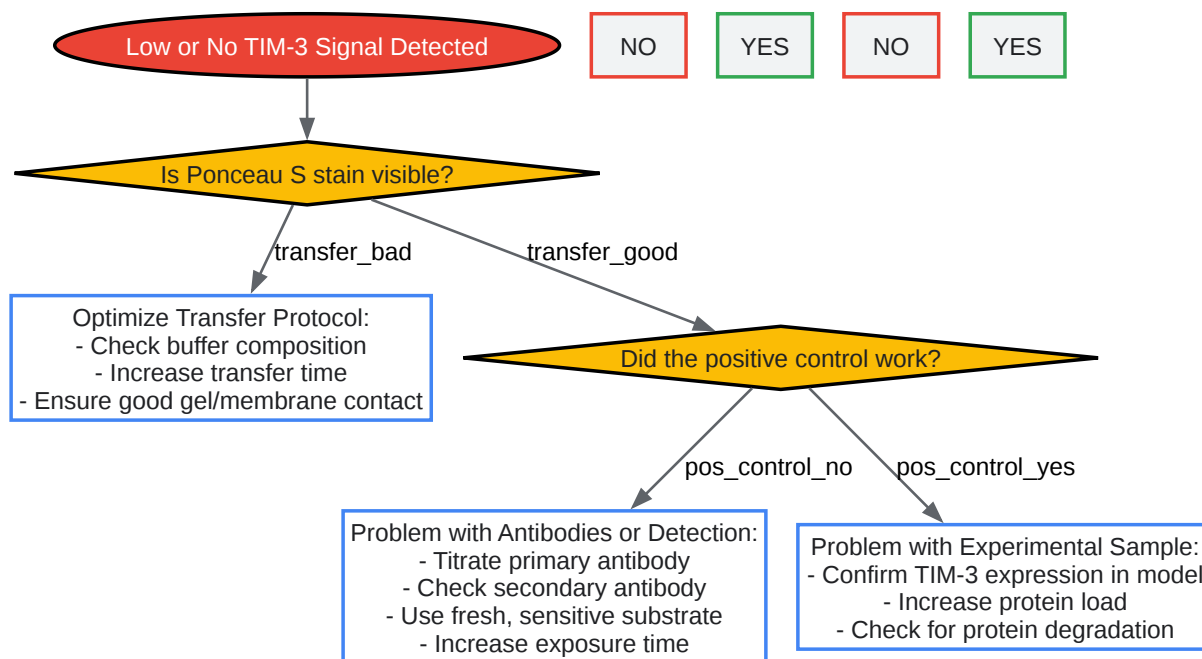 Low or No TIM-3 Signal Detected
NO
YES
NO
YES
Is Ponceau S stain visible?
transfer_bad
transfer_good
Optimize Transfer Protocol:
- Check buffer composition
- Increase transfer time
- Ensure good gel/membrane contact
Did the positive control work?
pos_control_no
pos_control_yes
Problem with Antibodies or Detection:
- Titrate primary antibody
- Check secondary antibody
- Use fresh, sensitive substrate
- Increase exposure time
Problem with Experimental Sample:
- Confirm TIM-3 expression in model
- Increase protein load
- Check for protein degradation